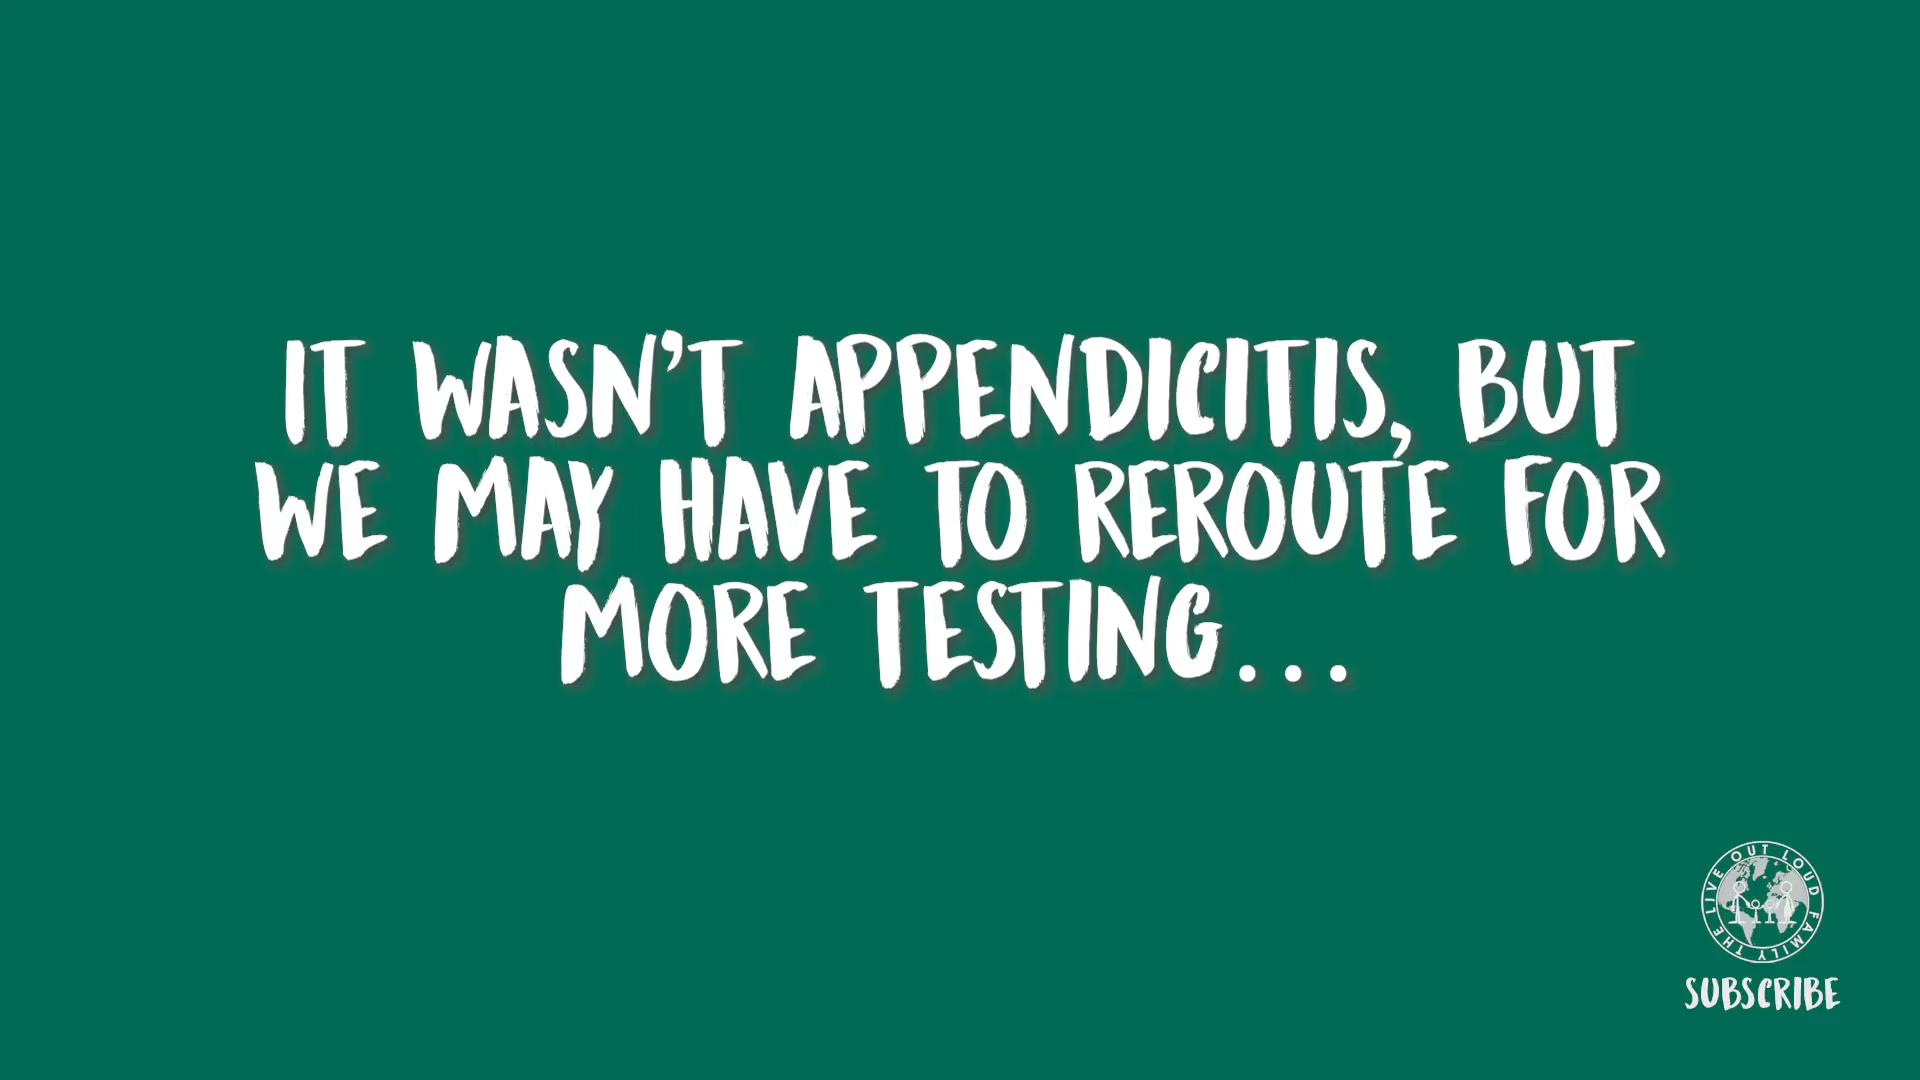 IT WASN'T APPENDICITIS, BUT
WE MAY HAVE TO REROUTE FOR
MORE TESTING...
THE LIVE OUT LOUD FAMILY
SUBSCRIBE